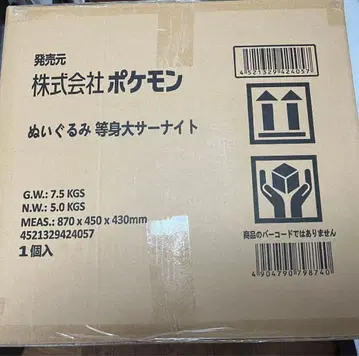 4521329424057
発売元
株式会社 ポケモン
ぬいぐるみ 等身大サーナイト
G.W.: 7.5 KGS
N.W.: 5.0 KGS
MEAS.: 870 x 450 x 430mm
4521329424057
1個入
商品のバーコードではありません
4904790798740